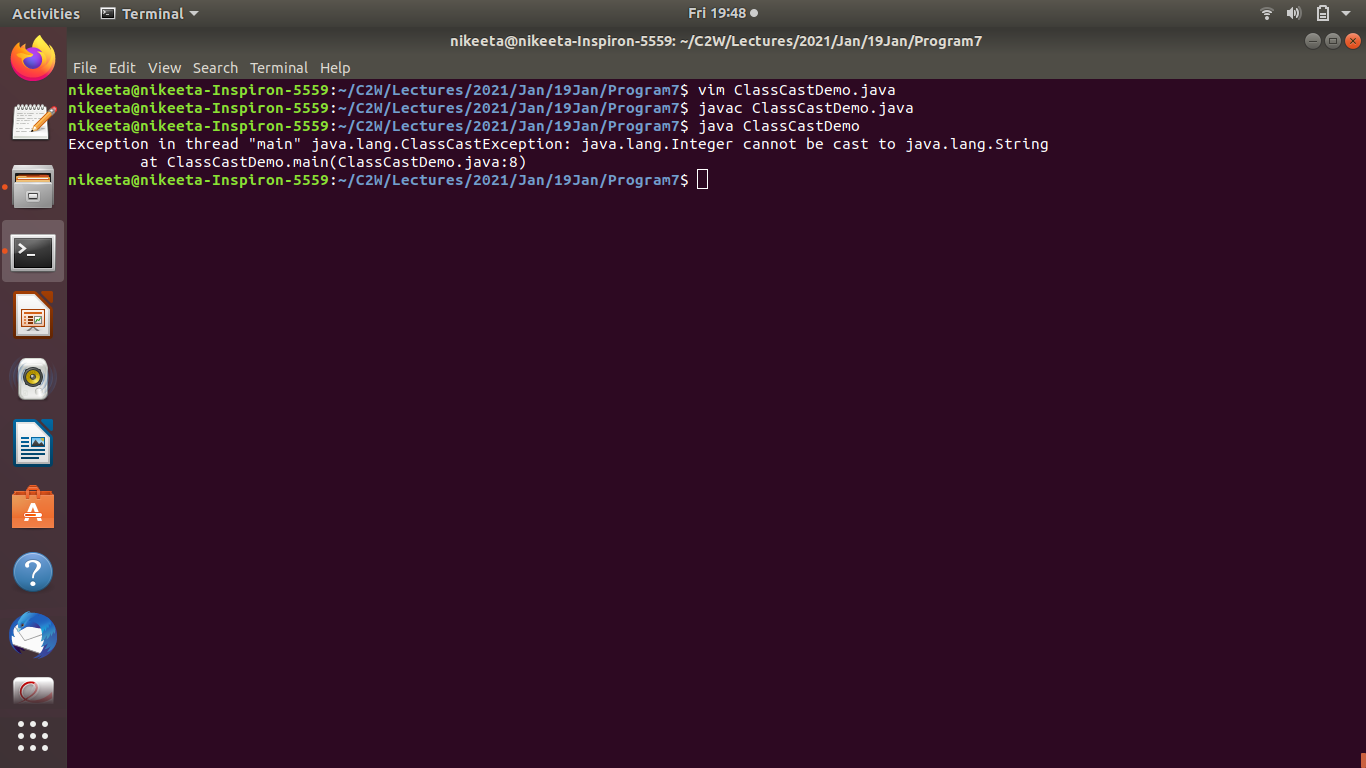 Activities Terminal Fri 19:48
nikeeta@nikeeta-Inspiron-5559: ~/C2W/Lectures/2021/Jan/19Jan/Program7
File Edit View Search Terminal Help
nikeeta@nikeeta-Inspiron-5559:~/C2W/Lectures/2021/Jan/19Jan/Program7$ vim ClassCastDemo.java
nikeeta@nikeeta-Inspiron-5559:~/C2W/Lectures/2021/Jan/19Jan/Program7$ javac ClassCastDemo.java
nikeeta@nikeeta-Inspiron-5559:~/C2W/Lectures/2021/Jan/19Jan/Program7$ java ClassCastDemo
Exception in thread "main" java.lang.ClassCastException: java.lang.Integer cannot be cast to java.lang.String
at ClassCastDemo.main(ClassCastDemo.java:8)
nikeeta@nikeeta-Inspiron-5559:~/C2W/Lectures/2021/Jan/19Jan/Program7$